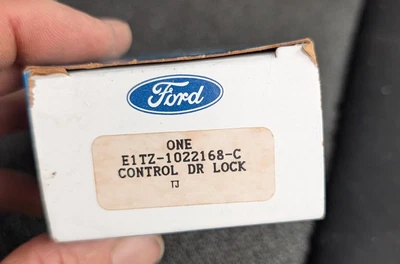 Ford
ONE
E1TZ-1022168-C
CONTROL DR LOCK
TJ